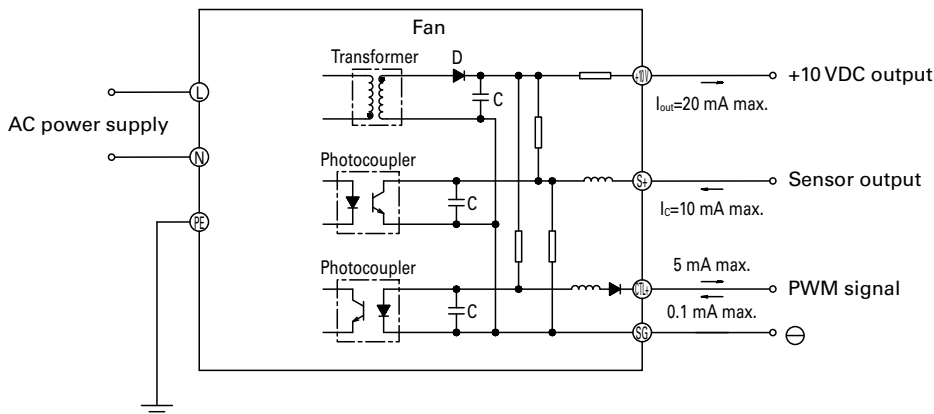 Fan
Transformer
D
+10V
+10 VDC output
C
Iout=20 mA max.
L
AC power supply
N
Photocoupler
S+
Sensor output
C
IC=10 mA max.
PE
Photocoupler
5 mA max.
CTL+
PWM signal
C
0.1 mA max.
SG
⊖